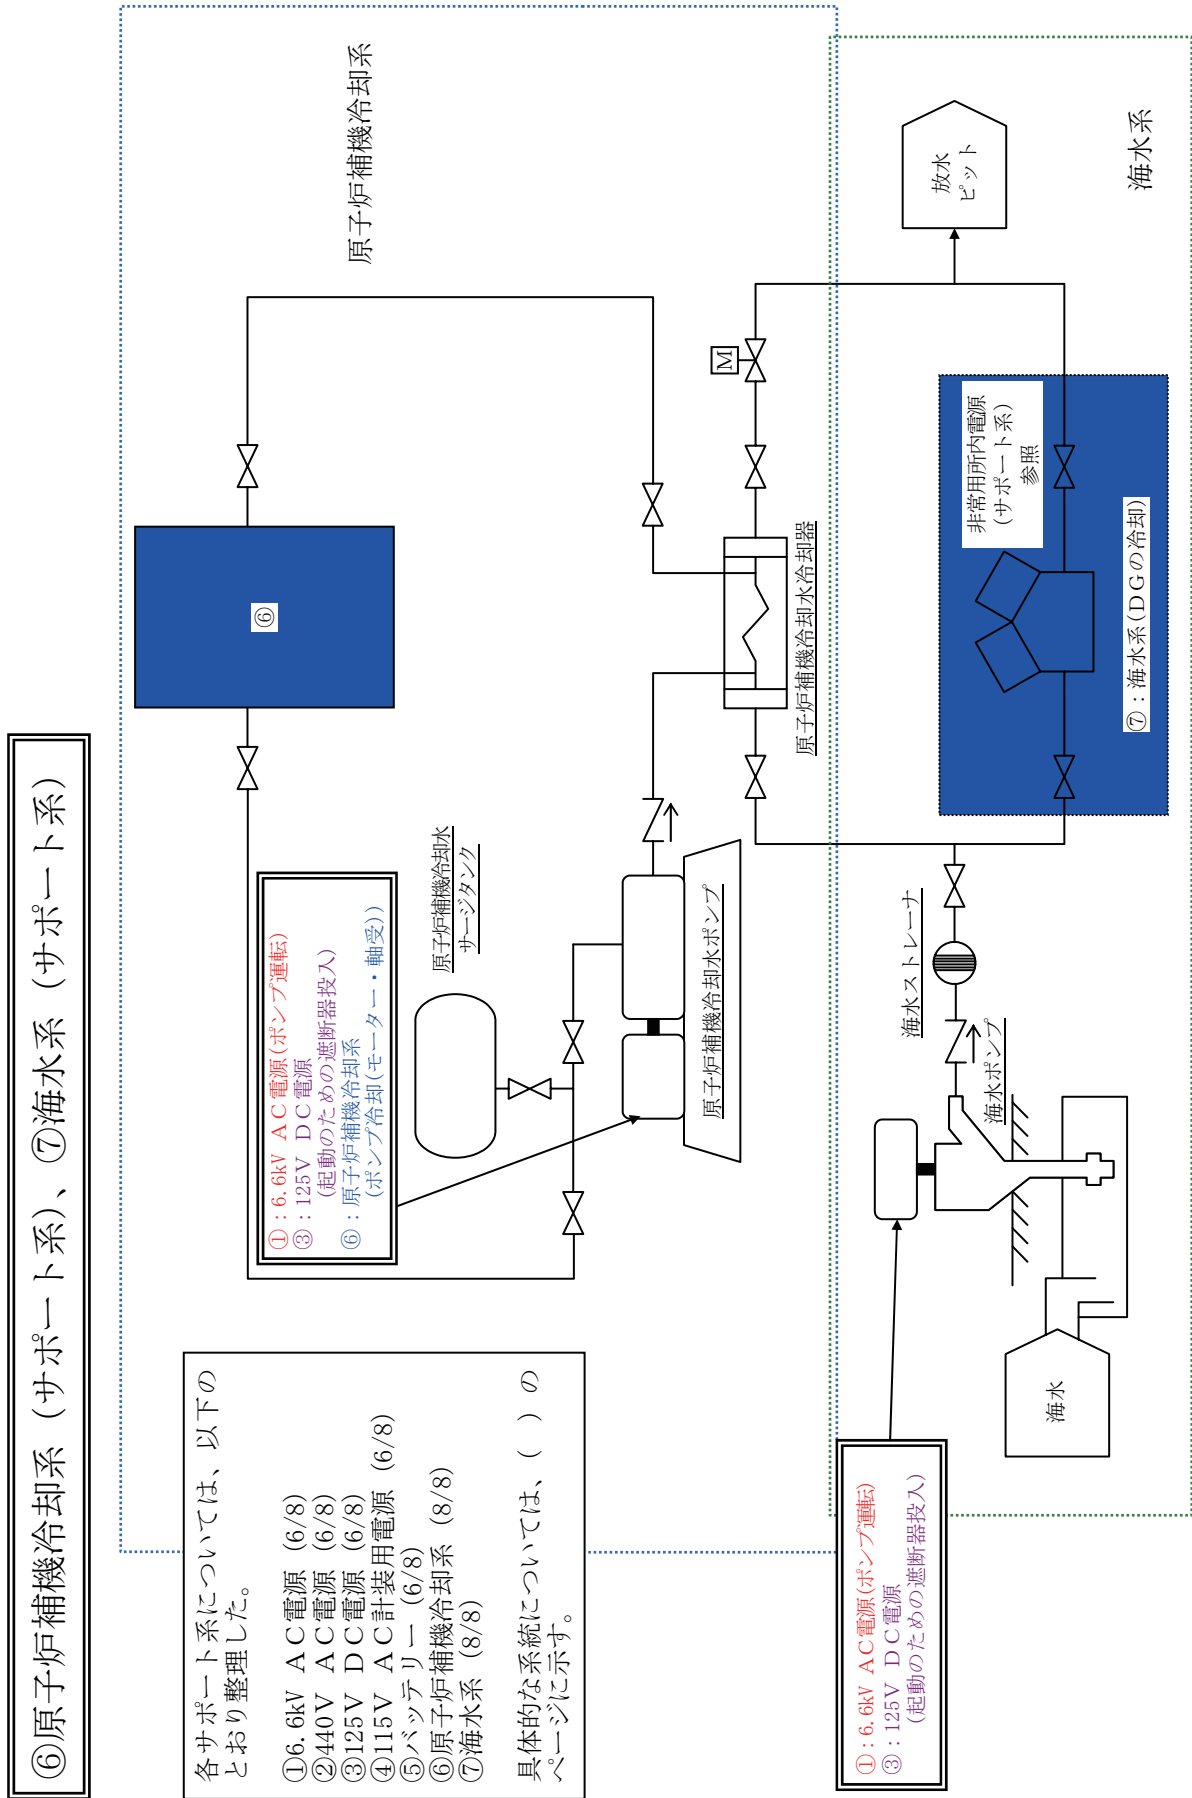 ⑥原子炉補機冷却系（サポート系）、⑦海水系（サポート系）
各サポート系については、以下の
とおり整理した。
①6.6kV AC電源 (6/8)
②440V AC電源 (6/8)
③125V DC電源 (6/8)
④115V AC計装用電源 (6/8)
⑤バッテリー (6/8)
⑥原子炉補機冷却系 (8/8)
⑦海水系 (8/8)
具体的な系統については、( )の
ページに示す。
原子炉補機冷却系
⑥
①：6.6kV AC電源(ポンプ運転)
③：125V DC電源
(起動のための遮断器投入)
⑥：原子炉補機冷却系
(ポンプ冷却(モーター・軸受))
原子炉補機冷却水
サージタンク
原子炉補機冷却水ポンプ
原子炉補機冷却水冷却器
M
①：6.6kV AC電源(ポンプ運転)
③：125V DC電源
(起動のための遮断器投入)
海水
海水ポンプ
海水ストレーナ
非常用所内電源
(サポート系)
参照
⑦：海水系(DGの冷却)
放水
ピット
海水系